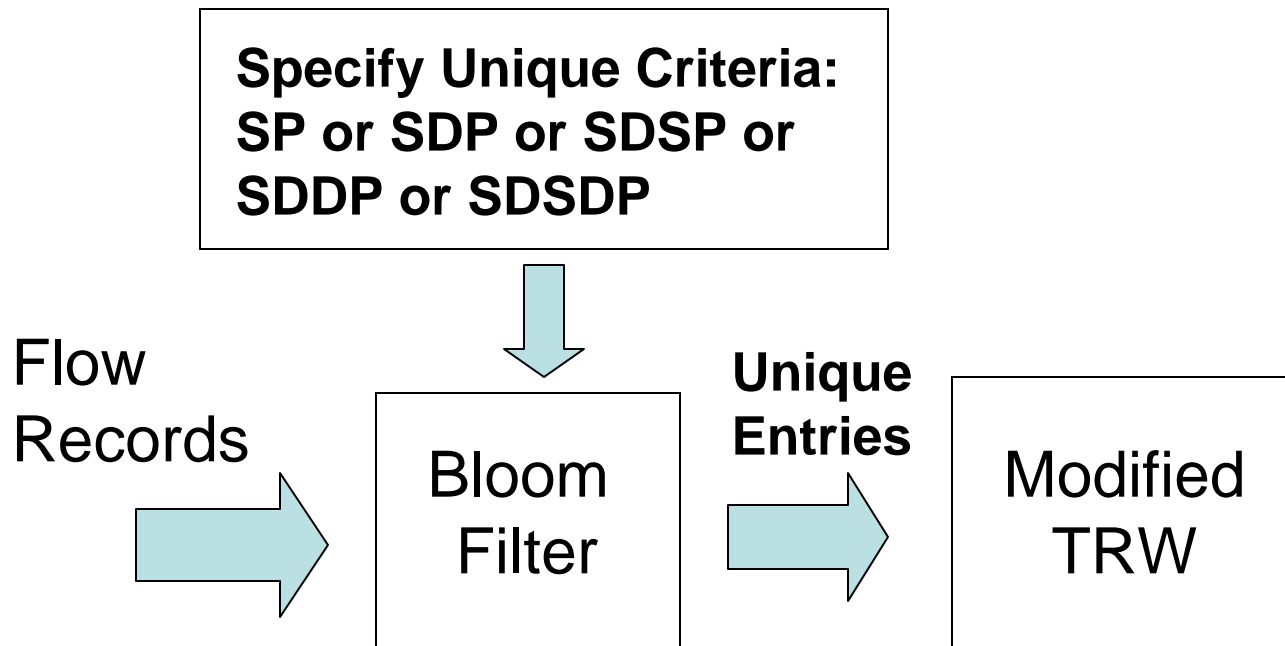 Specify Unique Criteria:
SP or SDP or SDSP or
SDDP or SDSDP
Flow
Records
Bloom
Filter
Unique
Entries
Modified
TRW